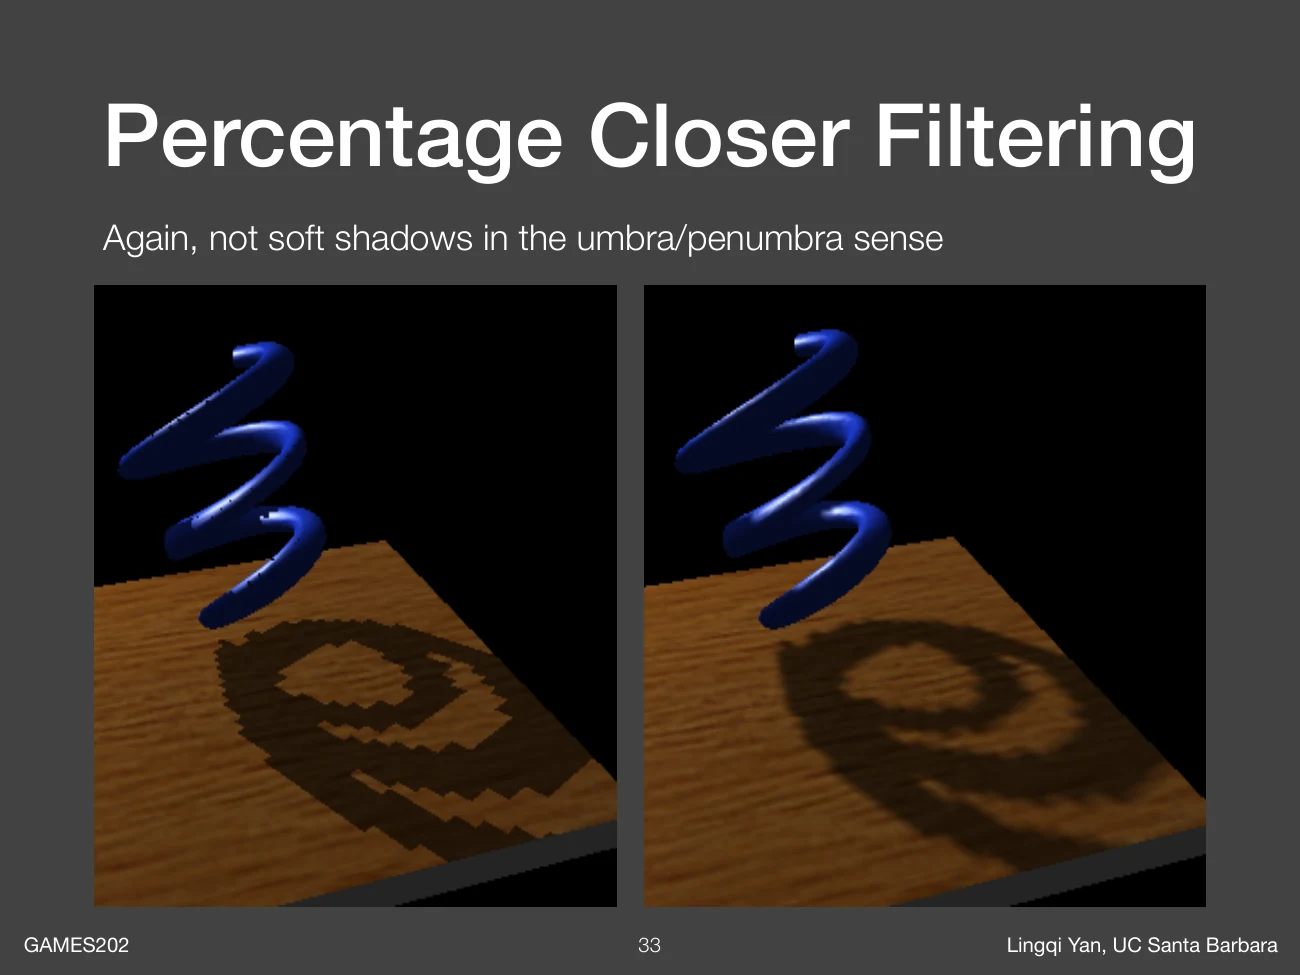 Percentage Closer Filtering
Again, not soft shadows in the umbra/penumbra sense
GAMES202
33
Lingqi Yan, UC Santa Barbara